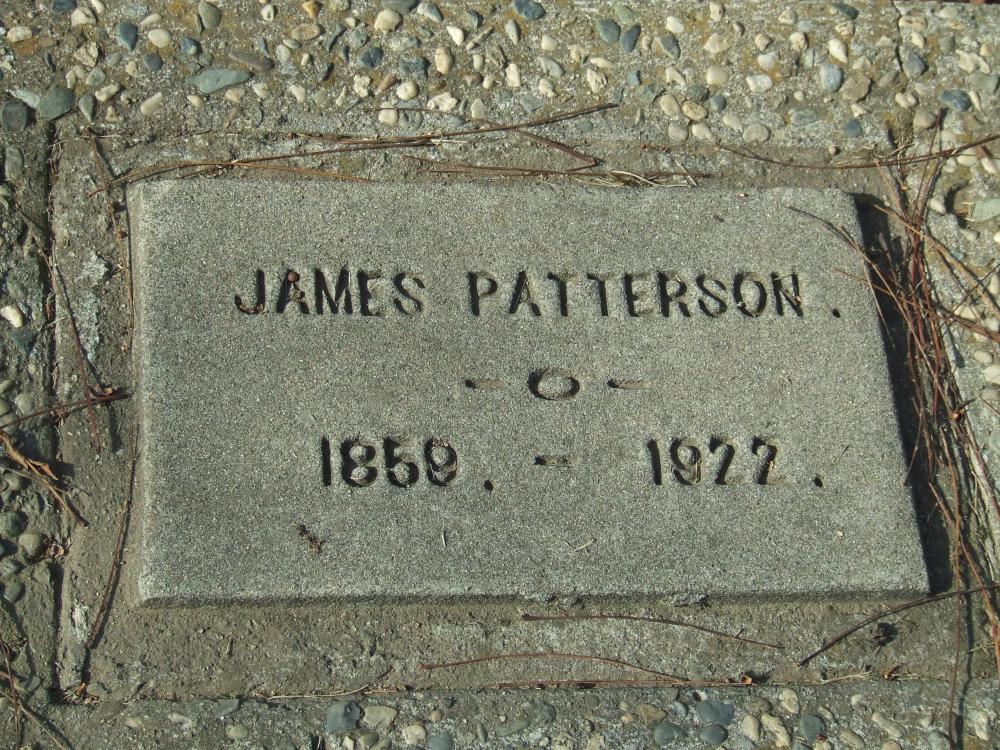 JAMES PATTERSON.
- O -
1859. - 1922.